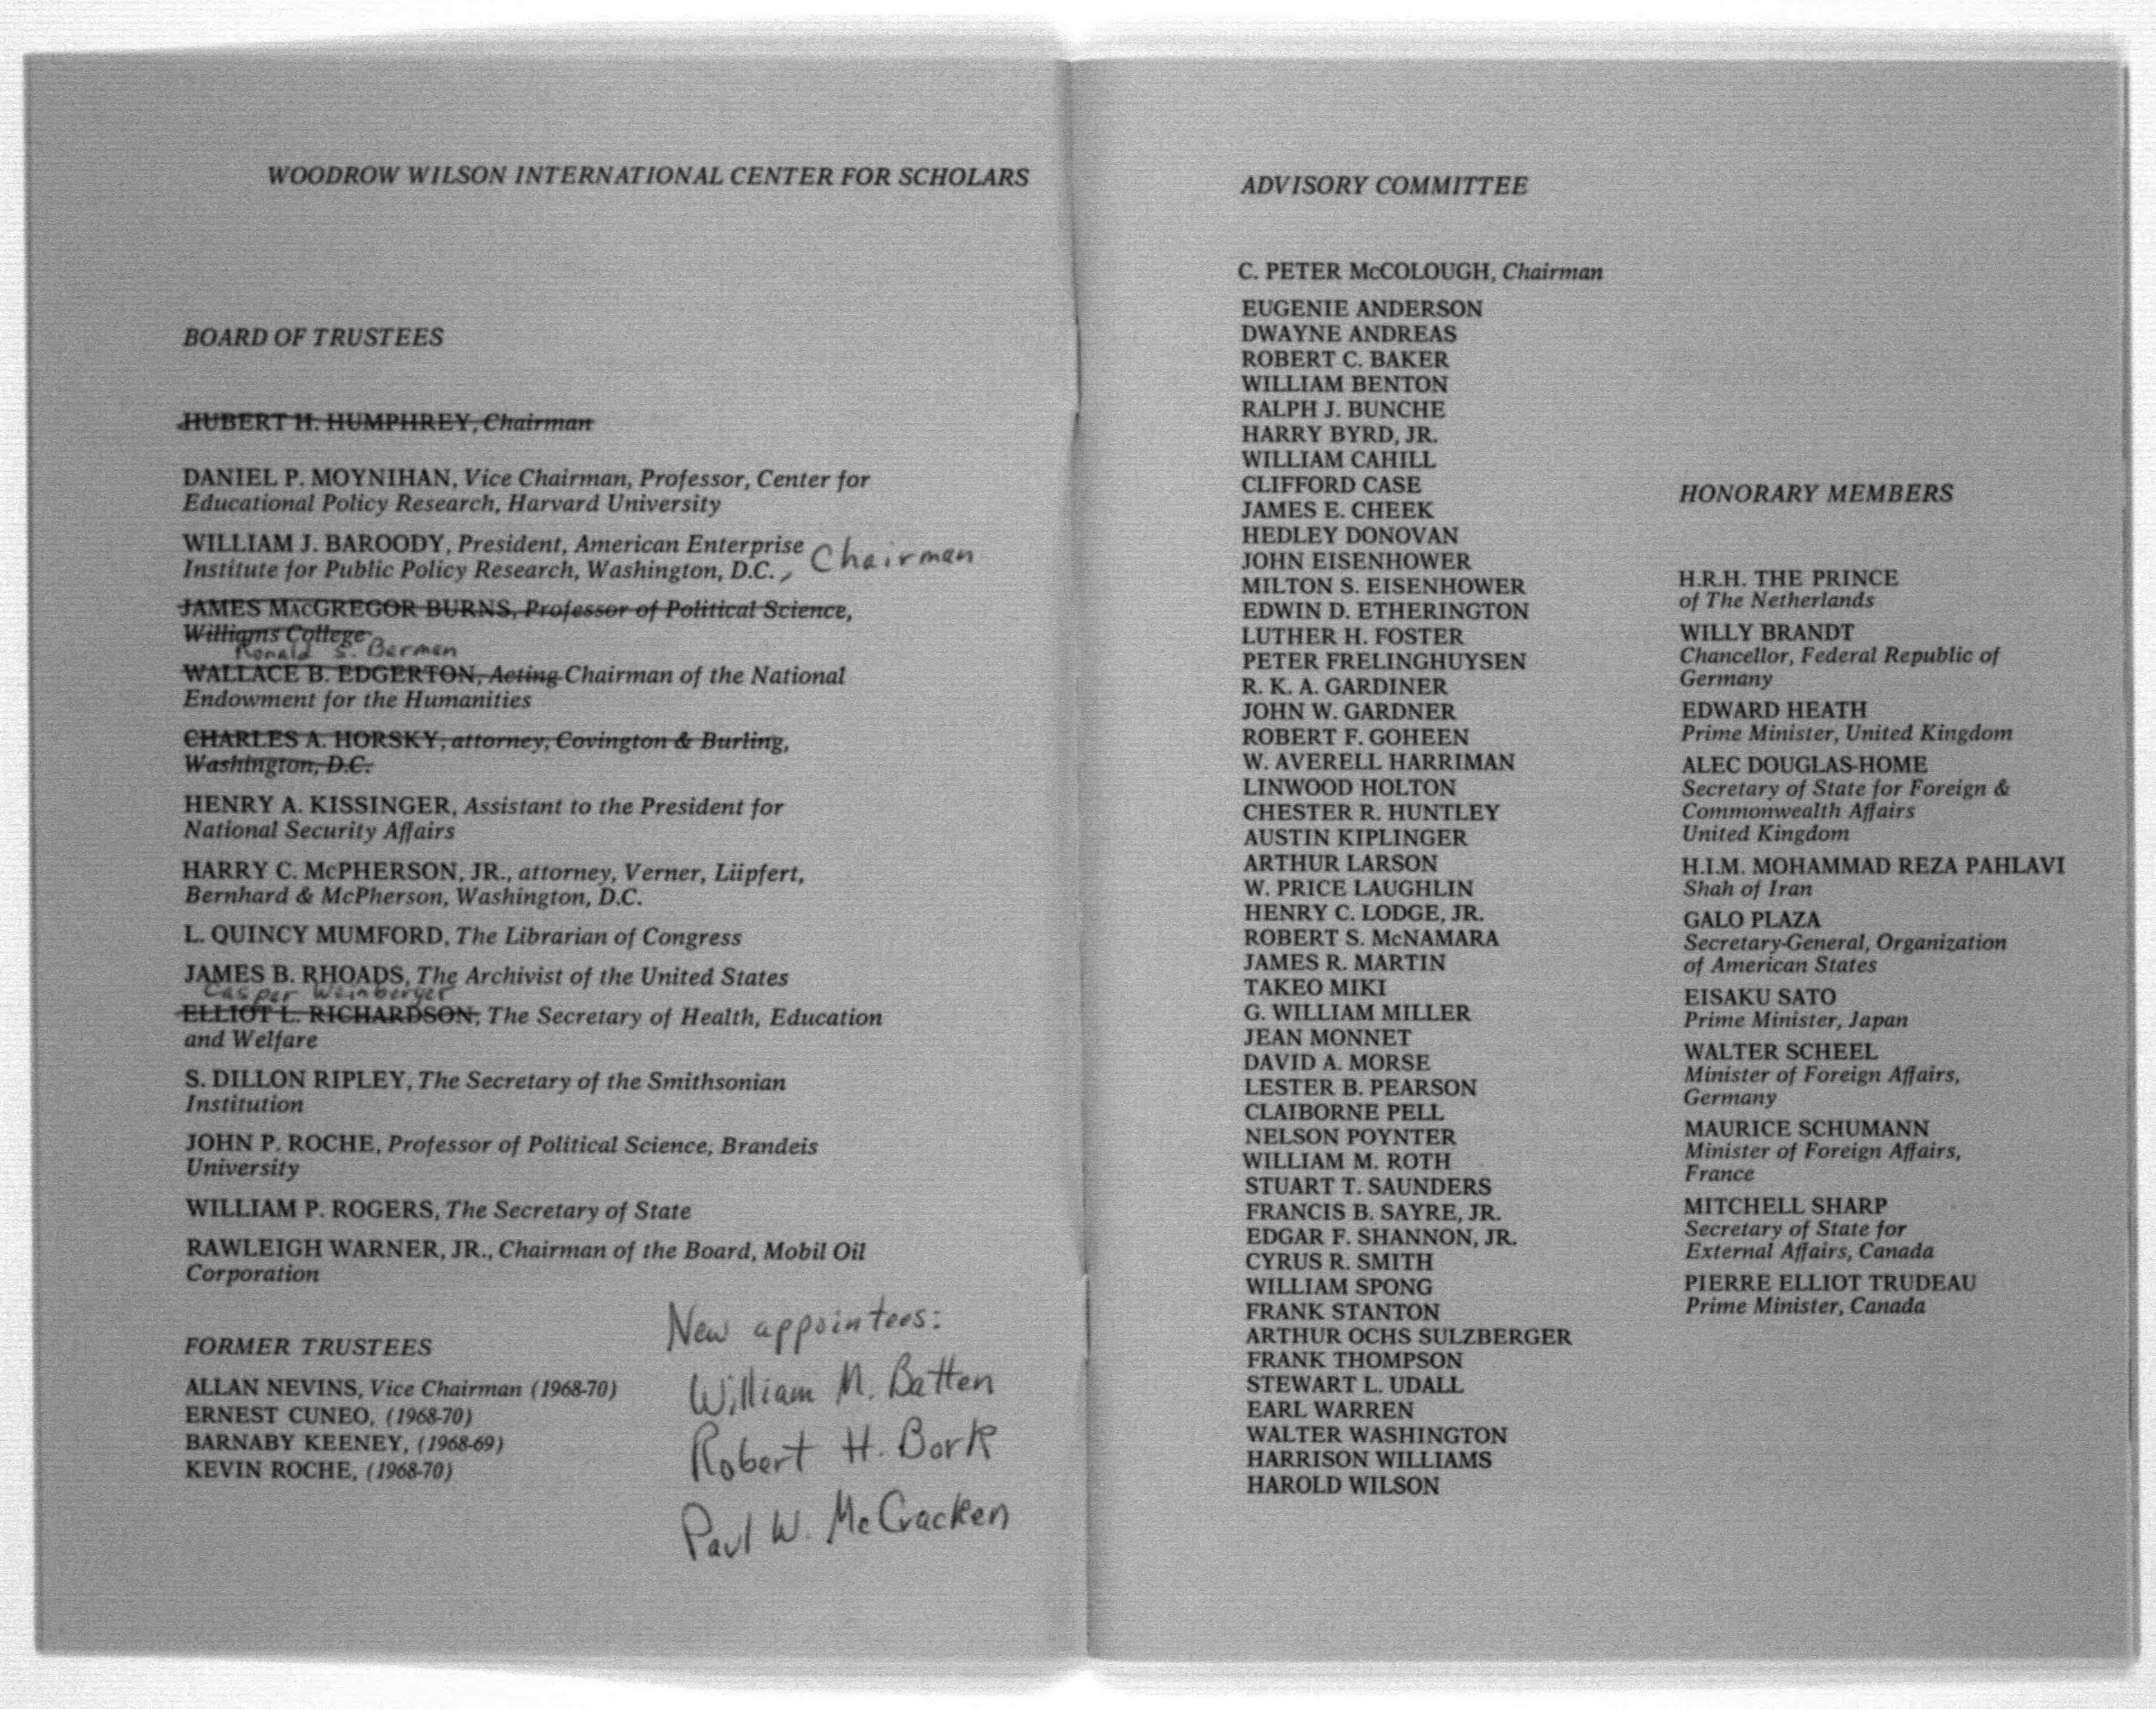 WOODROW WILSON INTERNATIONAL CENTER FOR SCHOLARS
BOARD OF TRUSTEES
HUBERT H. HUMPHREY, Chairman
DANIEL P. MOYNIHAN, Vice Chairman, Professor, Center for
Educational Policy Research, Harvard University
WILLIAM J. BAROODY, President, American Enterprise
Institute for Public Policy Research, Washington, D.C., Chairman
JAMES MACGREGOR BURNS, Professor of Political Science,
Williams College
Ronald S. Berman
WALLACE B. EDGERTON, Acting Chairman of the National
Endowment for the Humanities
CHARLES A. HORSKY, attorney, Covington & Burling,
Washington, D.C.
HENRY A. KISSINGER, Assistant to the President for
National Security Affairs
HARRY C. McPHERSON, JR., attorney, Verner, Liipfert,
Bernhard & McPherson, Washington, D.C.
L. QUINCY MUMFORD, The Librarian of Congress
JAMES B. RHOADS, The Archivist of the United States
Casper Weinberger
ELLIOT L. RICHARDSON, The Secretary of Health, Education
and Welfare
S. DILLON RIPLEY, The Secretary of the Smithsonian
Institution
JOHN P. ROCHE, Professor of Political Science, Brandeis
University
WILLIAM P. ROGERS, The Secretary of State
RAWLEIGH WARNER, JR., Chairman of the Board, Mobil Oil
Corporation
FORMER TRUSTEES
ALLAN NEVINS, Vice Chairman (1968-70)
ERNEST CUNEO, (1968-70)
BARNABY KEENEY, (1968-69)
KEVIN ROCHE, (1968-70)
New appointees:
William M. Batten
Robert H. Bork
Paul W. McCracken
ADVISORY COMMITTEE
C. PETER McCOLOUGH, Chairman
EUGENIE ANDERSON
DWAYNE ANDREAS
ROBERT C. BAKER
WILLIAM BENTON
RALPH J. BUNCHE
HARRY BYRD, JR.
WILLIAM CAHILL
CLIFFORD CASE
JAMES E. CHEEK
HEDLEY DONOVAN
JOHN EISENHOWER
MILTON S. EISENHOWER
EDWIN D. ETHERINGTON
LUTHER H. FOSTER
PETER FRELINGHUYSEN
R. K. A. GARDINER
JOHN W. GARDNER
ROBERT F. GOHEEN
W. AVERELL HARRIMAN
LINWOOD HOLTON
CHESTER R. HUNTLEY
AUSTIN KIPLINGER
ARTHUR LARSON
W. PRICE LAUGHLIN
HENRY C. LODGE, JR.
ROBERT S. McNAMARA
JAMES R. MARTIN
TAKEO MIKI
G. WILLIAM MILLER
JEAN MONNET
DAVID A. MORSE
LESTER B. PEARSON
CLAIBORNE PELL
NELSON POYNTER
WILLIAM M. ROTH
STUART T. SAUNDERS
FRANCIS B. SAYRE, JR.
EDGAR F. SHANNON, JR.
CYRUS R. SMITH
WILLIAM SPONG
FRANK STANTON
ARTHUR OCHS SULZBERGER
FRANK THOMPSON
STEWART L. UDALL
EARL WARREN
WALTER WASHINGTON
HARRISON WILLIAMS
HAROLD WILSON
HONORARY MEMBERS
H.R.H. THE PRINCE
of The Netherlands
WILLY BRANDT
Chancellor, Federal Republic of
Germany
EDWARD HEATH
Prime Minister, United Kingdom
ALEC DOUGLAS-HOME
Secretary of State for Foreign &
Commonwealth Affairs
United Kingdom
H.I.M. MOHAMMAD REZA PAHLAVI
Shah of Iran
GALO PLAZA
Secretary-General, Organization
of American States
EISAKU SATO
Prime Minister, Japan
WALTER SCHEEL
Minister of Foreign Affairs,
Germany
MAURICE SCHUMANN
Minister of Foreign Affairs,
France
MITCHELL SHARP
Secretary of State for
External Affairs, Canada
PIERRE ELLIOT TRUDEAU
Prime Minister, Canada